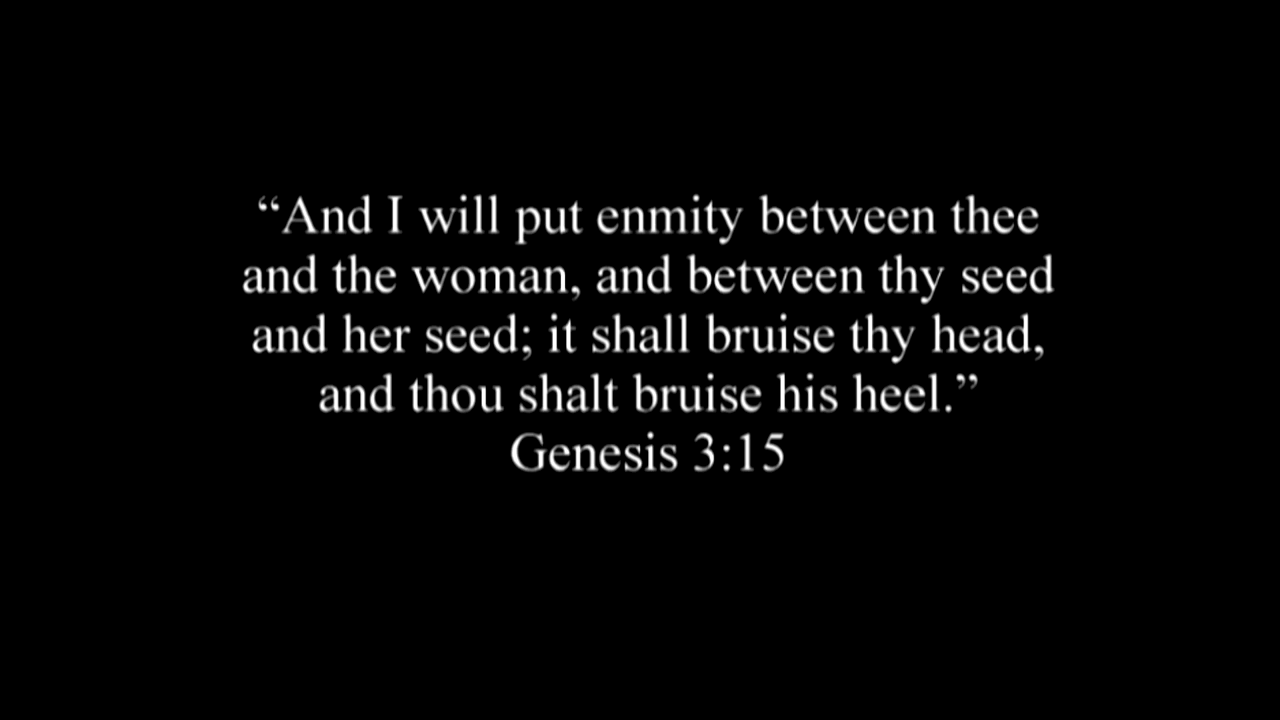 “And I will put enmity between thee
and the woman, and between thy seed
and her seed; it shall bruise thy head,
and thou shalt bruise his heel.”
Genesis 3:15